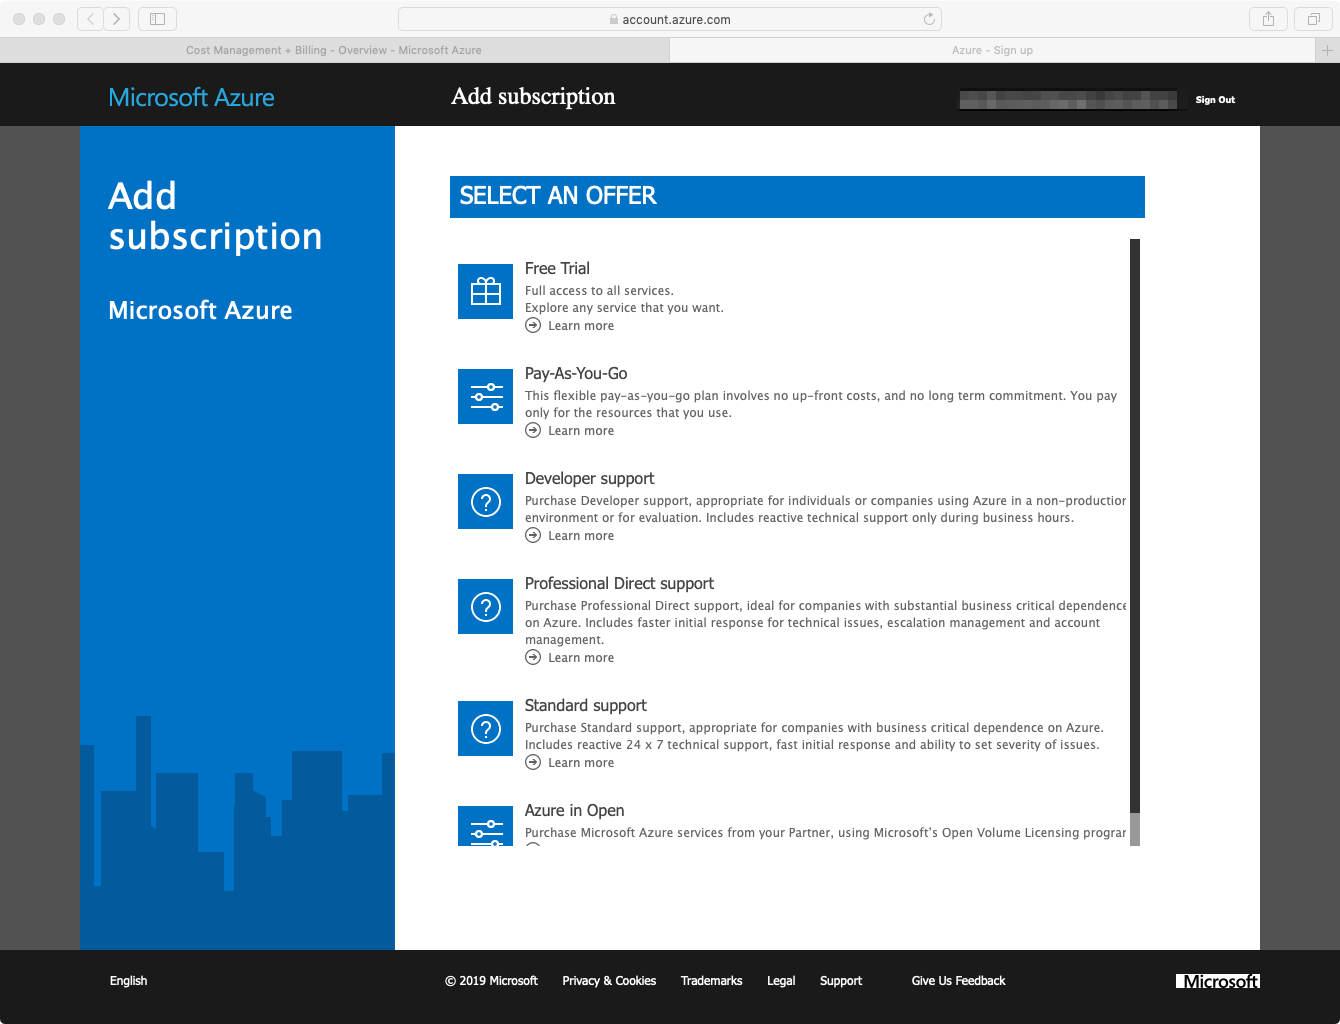 account.azure.com
Cost Management + Billing - Overview - Microsoft Azure
Azure - Sign up
Microsoft Azure
Add subscription
Sign Out
Add
subscription
Microsoft Azure
SELECT AN OFFER
Free Trial
Full access to all services.
Explore any service that you want.
Learn more
Pay-As-You-Go
This flexible pay-as-you-go plan involves no up-front costs, and no long term commitment. You pay
only for the resources that you use.
Learn more
Developer support
Purchase Developer support, appropriate for individuals or companies using Azure in a non-production
environment or for evaluation. Includes reactive technical support only during business hours.
Learn more
Professional Direct support
Purchase Professional Direct support, ideal for companies with substantial business critical dependence
on Azure. Includes faster initial response for technical issues, escalation management and account
management.
Learn more
Standard support
Purchase Standard support, appropriate for companies with business critical dependence on Azure.
Includes reactive 24 x 7 technical support, fast initial response and ability to set severity of issues.
Learn more
Azure in Open
Purchase Microsoft Azure services from your Partner, using Microsoft's Open Volume Licensing program
English
© 2019 Microsoft
Privacy & Cookies
Trademarks
Legal
Support
Give Us Feedback
Microsoft